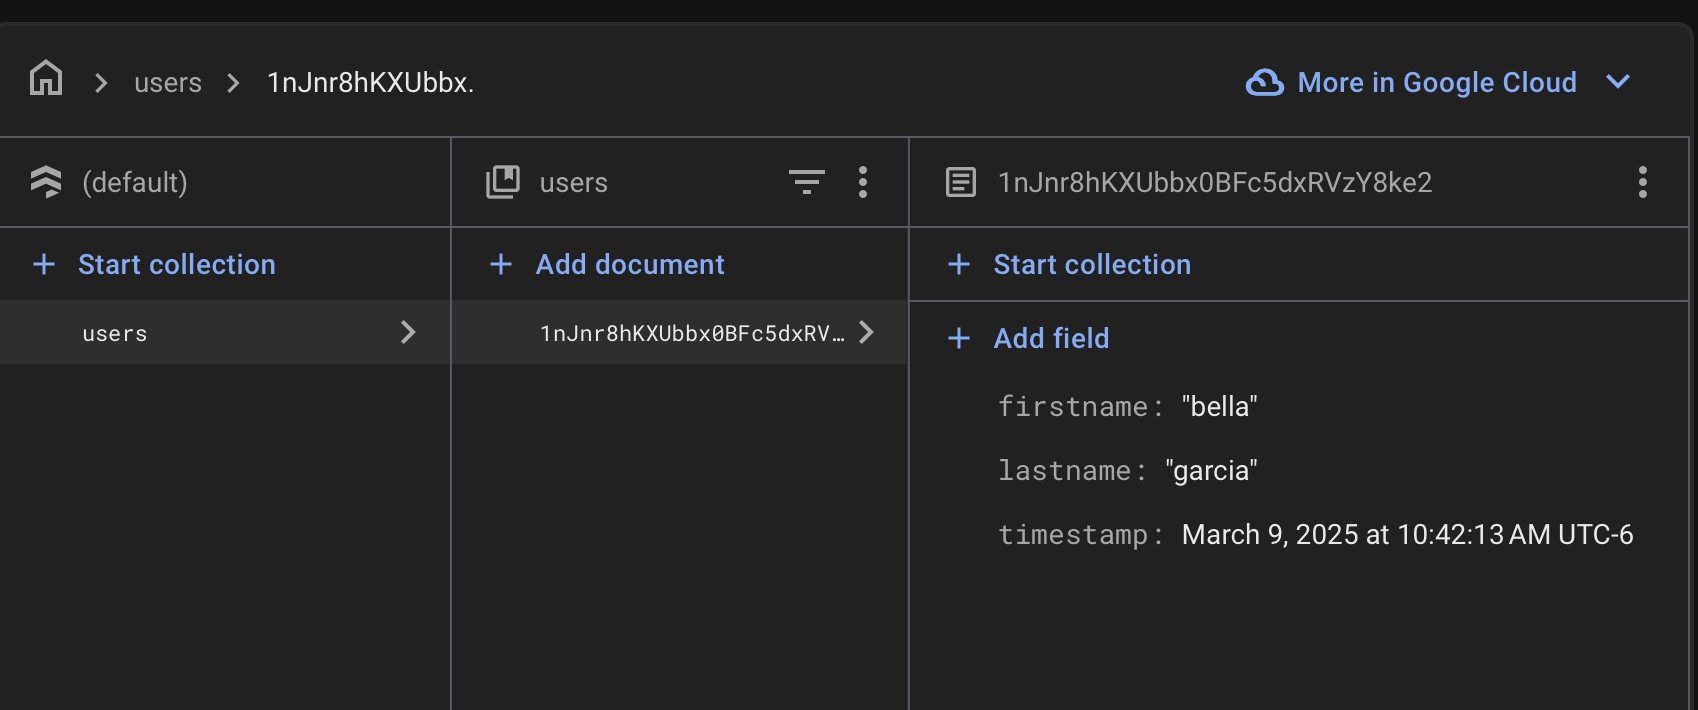 users
1nJnr8hKXUbbx.
More in Google Cloud
(default)
users
1nJnr8hKXUbbx0BFc5dxRVzY8ke2
Start collection
Add document
Start collection
users
1nJnr8hKXUbbx0BFc5dxRV…
Add field
firstname: "bella"
lastname: "garcia"
timestamp: March 9, 2025 at 10:42:13 AM UTC-6